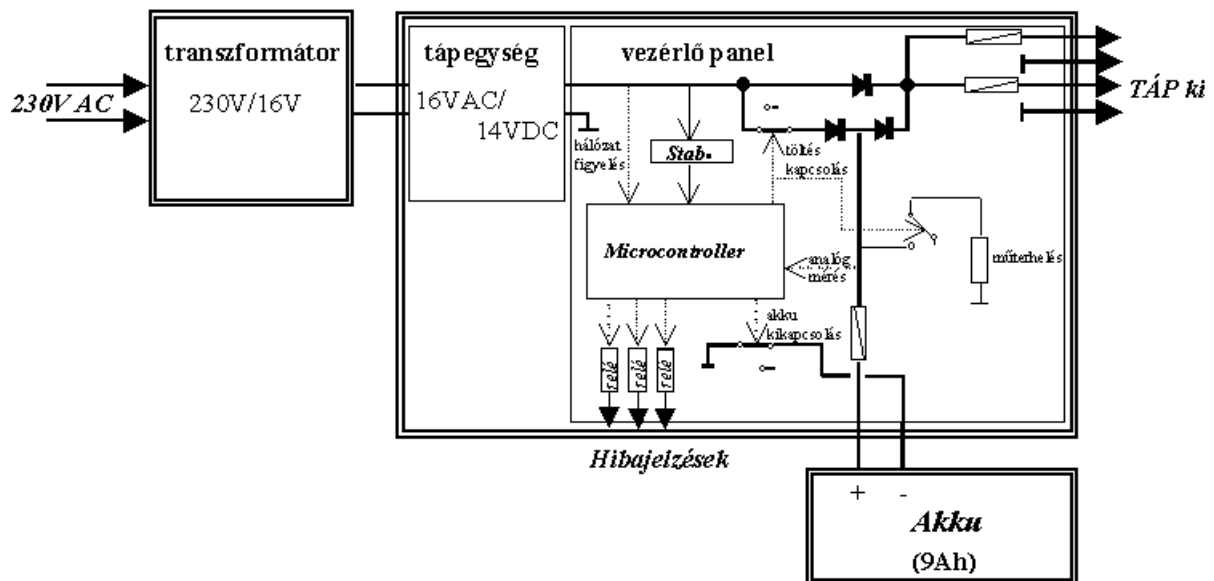 230V AC
transzformátor
230V/16V
tápegység
16VAC/
14VDC
vezérlő panel
hálózat
figyelés
Stab.
töltés
kapcsolás
TÁP ki
Microcontroller
analóg
mérés
műterhelés
akku
kikapcsolás
relé
relé
relé
Hibajelzések
+ -
Akku
(9Ah)